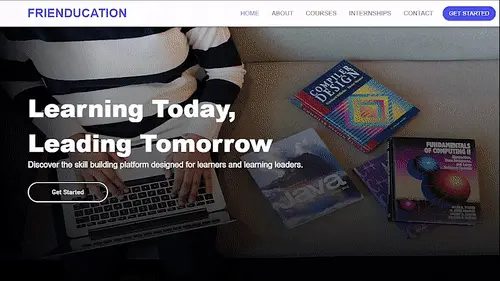 FRIENDUCATION
HOME ABOUT COURSES INTERNSHIPS CONTACT GET STARTED
Learning Today,
Leading Tomorrow
Discover the skill building platform designed for learners and learning leaders.
Get Started
COMPILER
DESIGN
Java
FUNDAMENTALS
OF COMPUTING II